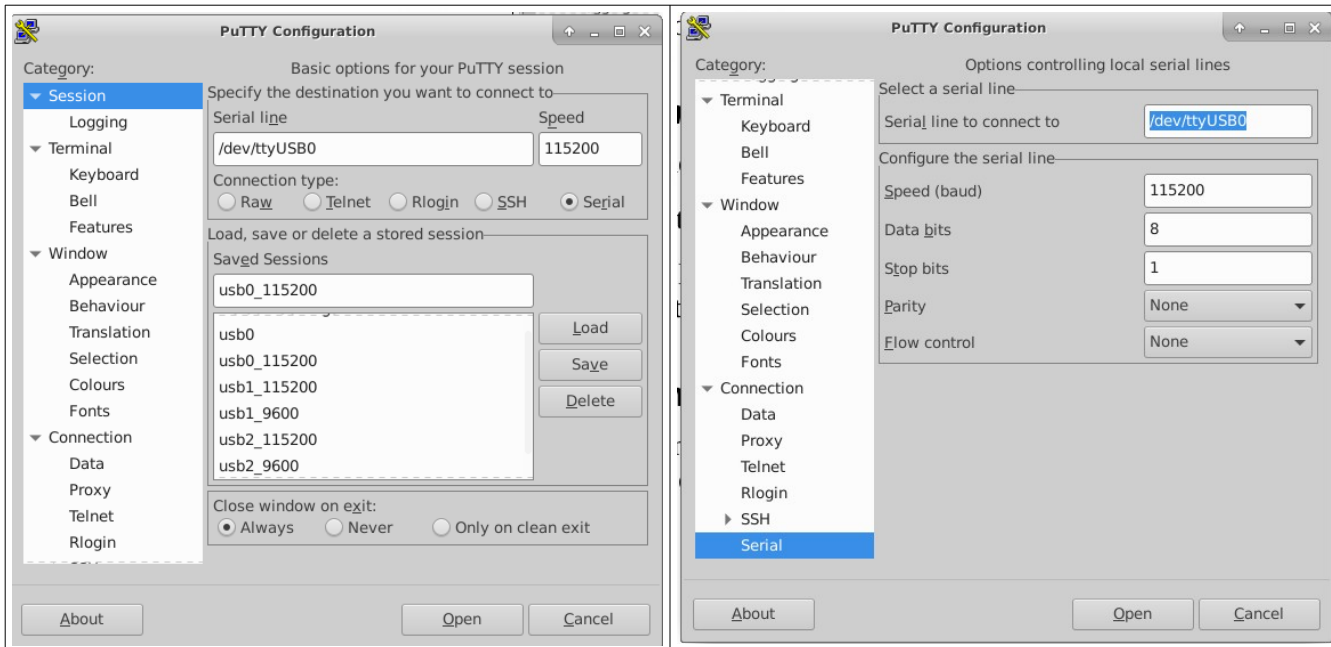 PuTTY Configuration
Category:
Basic options for your PuTTY session
Session
Logging
Terminal
Keyboard
Bell
Features
Window
Appearance
Behaviour
Translation
Selection
Colours
Fonts
Connection
Data
Proxy
Telnet
Rlogin
Specify the destination you want to connect to
Serial line Speed
/dev/ttyUSB0 115200
Connection type:
Raw Telnet Rlogin SSH Serial
Load, save or delete a stored session
Saved Sessions
usb0_115200
usb0
usb0_115200
usb1_115200
usb1_9600
usb2_115200
usb2_9600
Load
Save
Delete
Close window on exit:
Always Never Only on clean exit
About Open Cancel
PuTTY Configuration
Category:
Options controlling local serial lines
Terminal
Keyboard
Bell
Features
Window
Appearance
Behaviour
Translation
Selection
Colours
Fonts
Connection
Data
Proxy
Telnet
Rlogin
SSH
Serial
Select a serial line
Serial line to connect to /dev/ttyUSB0
Configure the serial line
Speed (baud) 115200
Data bits 8
Stop bits 1
Parity None
Flow control None
About Open Cancel